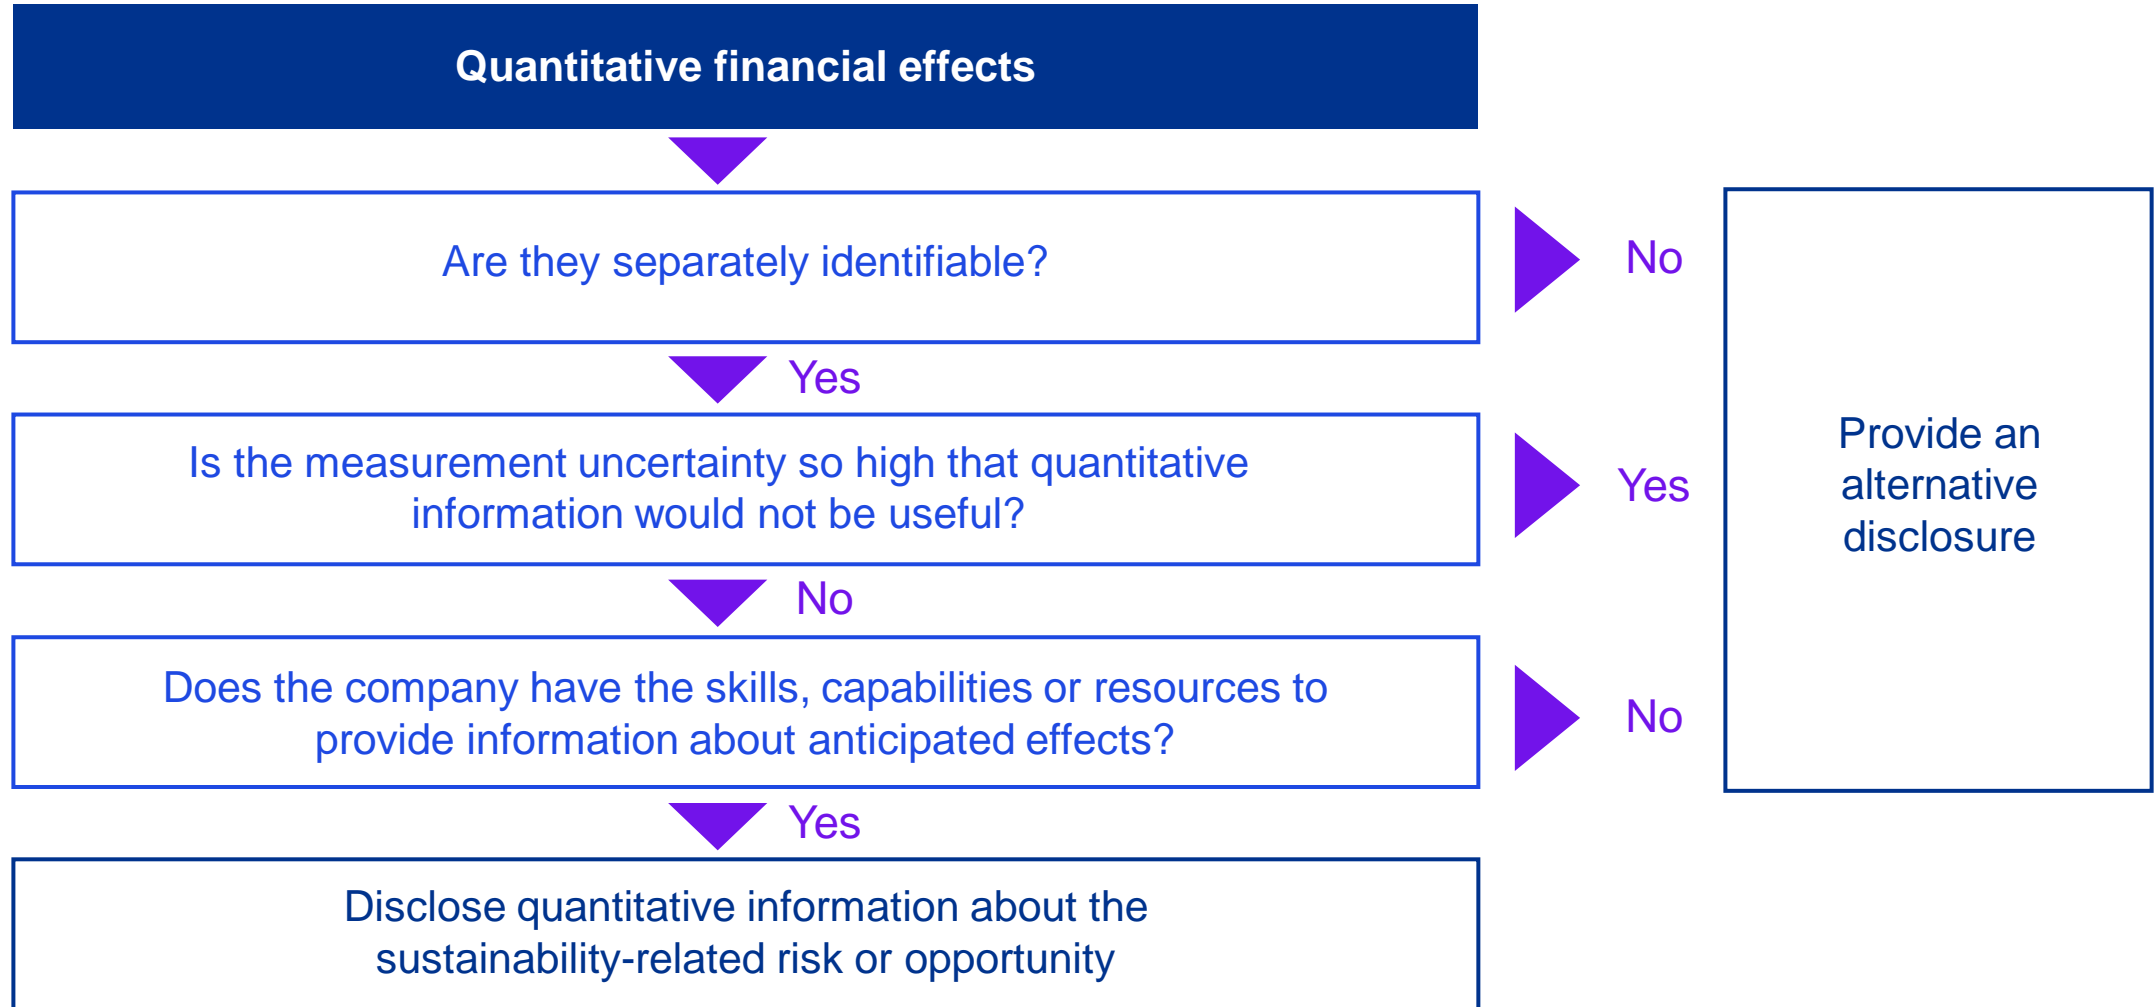 Quantitative financial effects
Are they separately identifiable?
No
Yes
Is the measurement uncertainty so high that quantitative
information would not be useful?
Yes
No
Does the company have the skills, capabilities or resources to
provide information about anticipated effects?
No
Yes
Disclose quantitative information about the
sustainability-related risk or opportunity
Provide an
alternative
disclosure